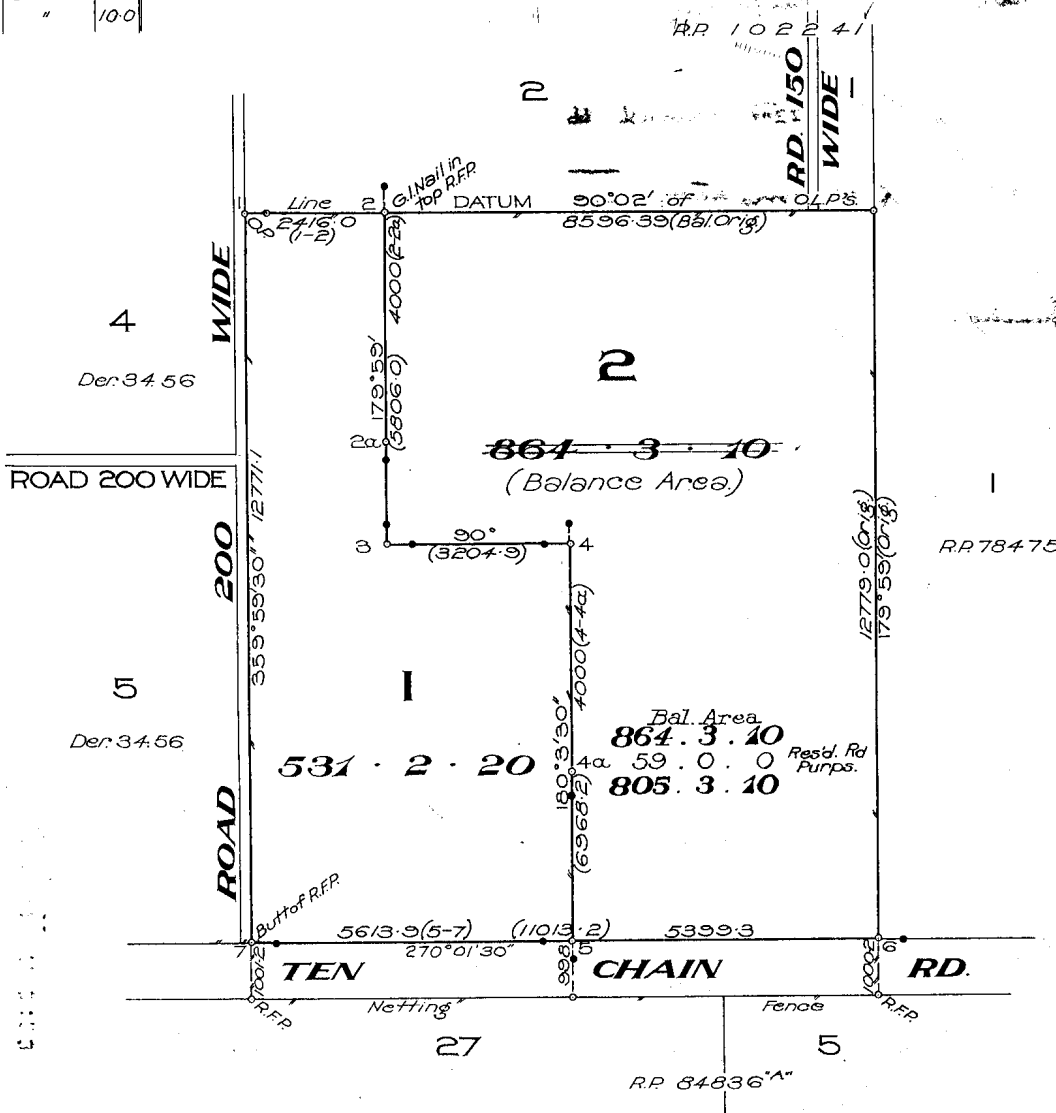 " 10.0
R.P. 102241
2
RD. 150
WIDE
1
G.I. Nail in
top R.F.P.
1
Line
2
DATUM
90°02' of
O.L.P's.
O.P.
2416.0
(1-2)
8596.39 (Bal. Orig)
4000 (2-2a)
WIDE
4
Der. 34.56
179°59'
(5806.0)
2
2a
864 · 3 · 10
(Balance Area)
ROAD 200 WIDE
12771.1
359°59'30"
200
3
90°
(3204.9)
4
12779.0 (Orig)
179°59 (Orig)
1
R.P. 78475
4000 (4-4a)
5
Der. 34.56
1
531 · 2 · 20
180°3'30"
(6968.2)
4a
Bal. Area
864 . 3 . 10
59 . 0 . 0 Resd. Rd
Purps.
805 . 3 . 10
ROAD
Butt of R.F.P.
7
5613.9 (5-7)
(11013.2)
5399.3
270°01'30"
5
6
1001.2
TEN
998
CHAIN
1000.2
RD.
R.F.P.
Netting
Fence
R.F.P.
27
5
R.P. 84836 "A"